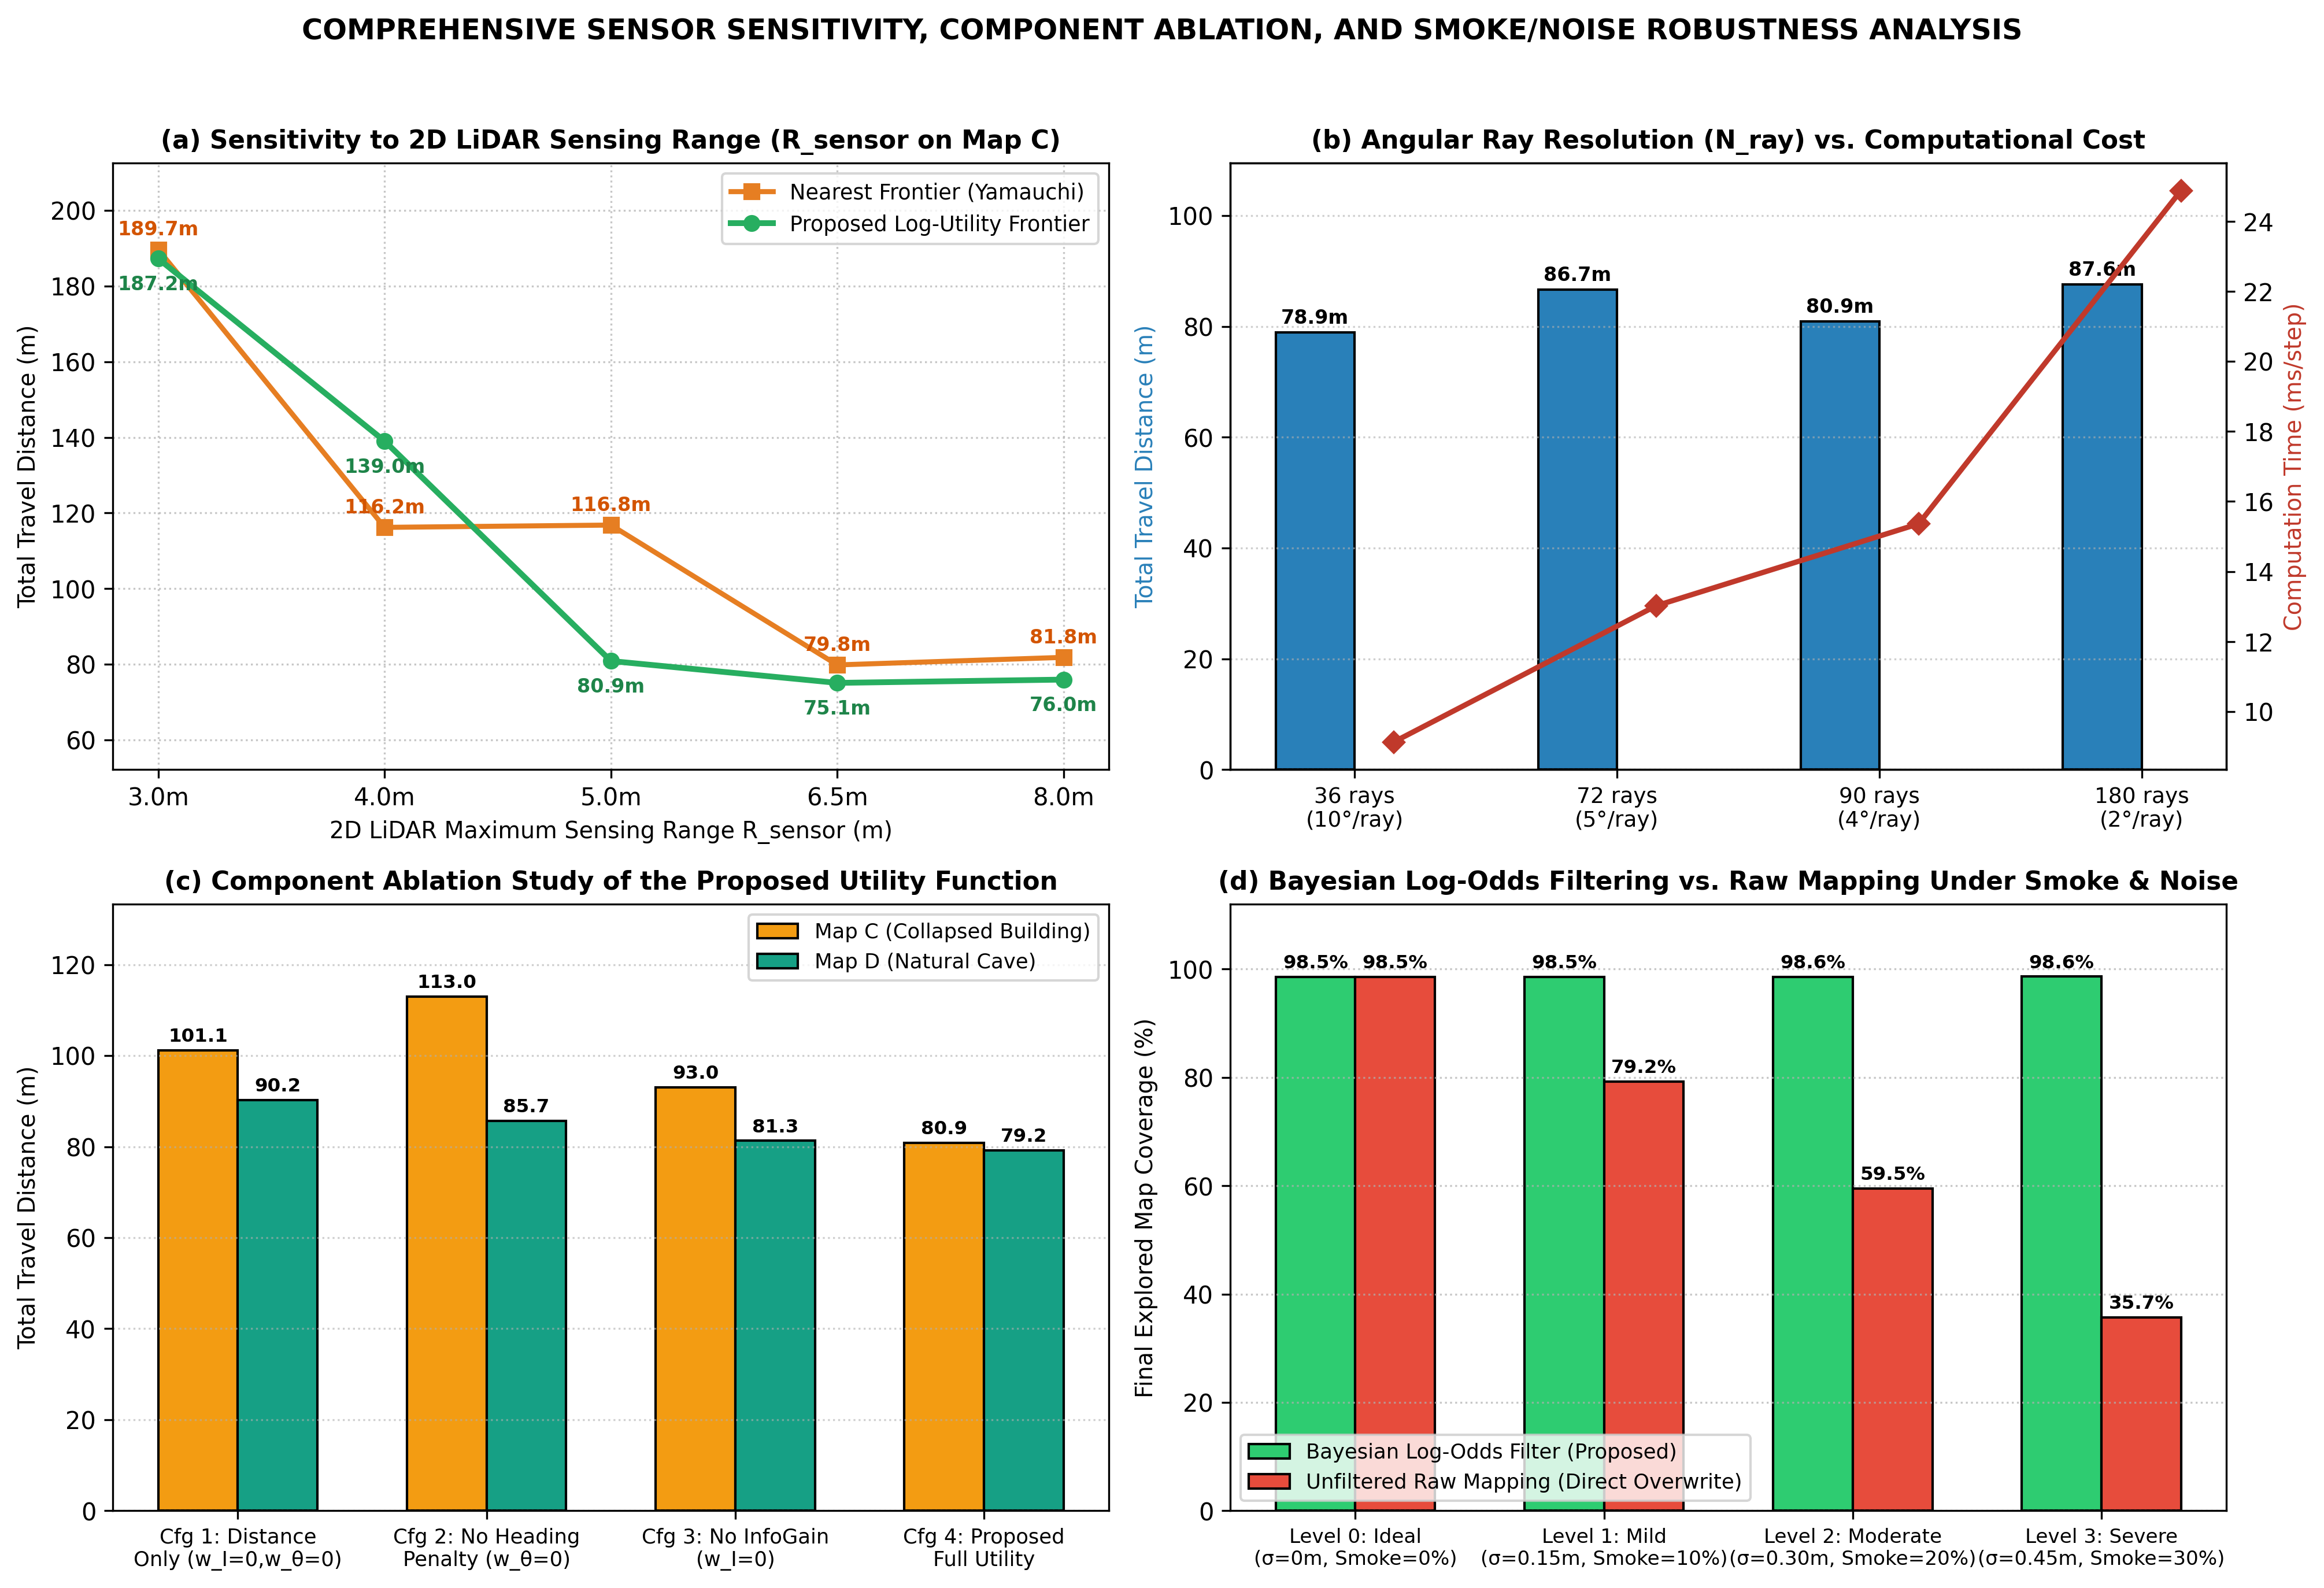 COMPREHENSIVE SENSOR SENSITIVITY, COMPONENT ABLATION, AND SMOKE/NOISE ROBUSTNESS ANALYSIS
(a) Sensitivity to 2D LiDAR Sensing Range (R_sensor on Map C)
Nearest Frontier (Yamauchi)
Proposed Log-Utility Frontier
Total Travel Distance (m)
200
180
160
140
120
100
80
60
189.7m
187.2m
139.0m
116.2m
116.8m
80.9m
79.8m
75.1m
81.8m
76.0m
3.0m
4.0m
5.0m
6.5m
8.0m
2D LiDAR Maximum Sensing Range R_sensor (m)
(b) Angular Ray Resolution (N_ray) vs. Computational Cost
Total Travel Distance (m)
100
80
60
40
20
0
78.9m
86.7m
80.9m
87.6m
24
22
20
18
16
14
12
10
Computation Time (ms/step)
36 rays
(10°/ray)
72 rays
(5°/ray)
90 rays
(4°/ray)
180 rays
(2°/ray)
(c) Component Ablation Study of the Proposed Utility Function
Map C (Collapsed Building)
Map D (Natural Cave)
Total Travel Distance (m)
120
100
80
60
40
20
0
101.1
90.2
113.0
85.7
93.0
81.3
80.9
79.2
Cfg 1: Distance
Only (w_I=0,w_θ=0)
Cfg 2: No Heading
Penalty (w_θ=0)
Cfg 3: No InfoGain
(w_I=0)
Cfg 4: Proposed
Full Utility
(d) Bayesian Log-Odds Filtering vs. Raw Mapping Under Smoke & Noise
Final Explored Map Coverage (%)
100
80
60
40
20
0
98.5%
98.5%
98.5%
79.2%
98.6%
59.5%
98.6%
35.7%
Bayesian Log-Odds Filter (Proposed)
Unfiltered Raw Mapping (Direct Overwrite)
Level 0: Ideal
(σ=0m, Smoke=0%)
Level 1: Mild
(σ=0.15m, Smoke=10%)
Level 2: Moderate
(σ=0.30m, Smoke=20%)
Level 3: Severe
(σ=0.45m, Smoke=30%)